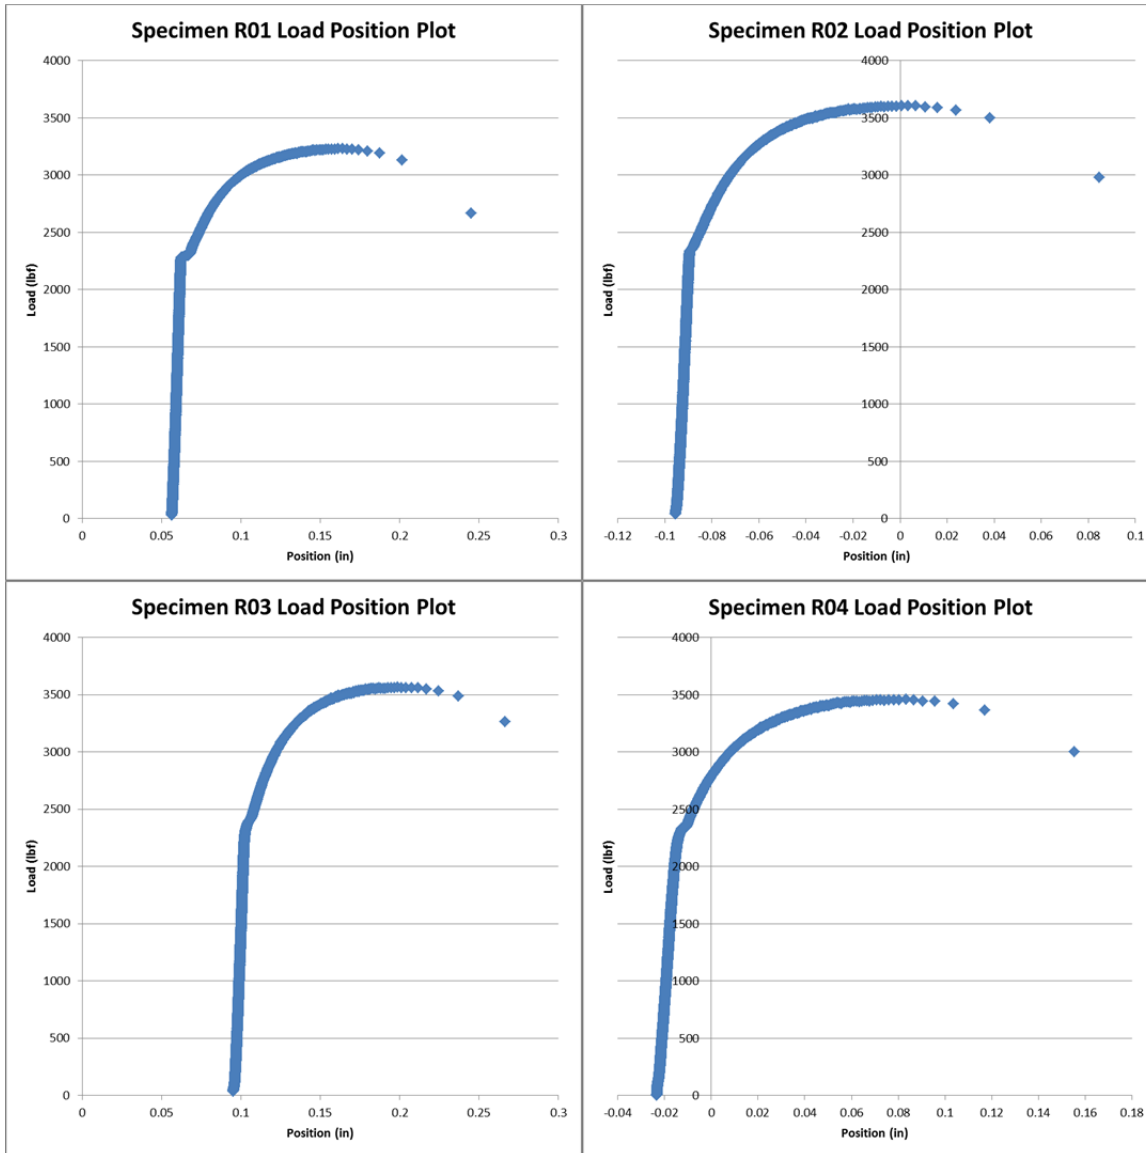 Specimen R01 Load Position Plot
4000
3500
3000
2500
2000
1500
1000
500
0
Load (lbf)
0 0.05 0.1 0.15 0.2 0.25 0.3
Position (in)
Specimen R02 Load Position Plot
4000
3500
3000
2500
2000
1500
1000
500
0
Load (lbf)
-0.12 -0.1 -0.08 -0.06 -0.04 -0.02 0 0.02 0.04 0.06 0.08 0.1
Position (in)
Specimen R03 Load Position Plot
4000
3500
3000
2500
2000
1500
1000
500
0
Load (lbf)
0 0.05 0.1 0.15 0.2 0.25 0.3
Position (in)
Specimen R04 Load Position Plot
4000
3500
3000
2500
2000
1500
1000
500
0
Load (lbf)
-0.04 -0.02 0 0.02 0.04 0.06 0.08 0.1 0.12 0.14 0.16 0.18
Position (in)